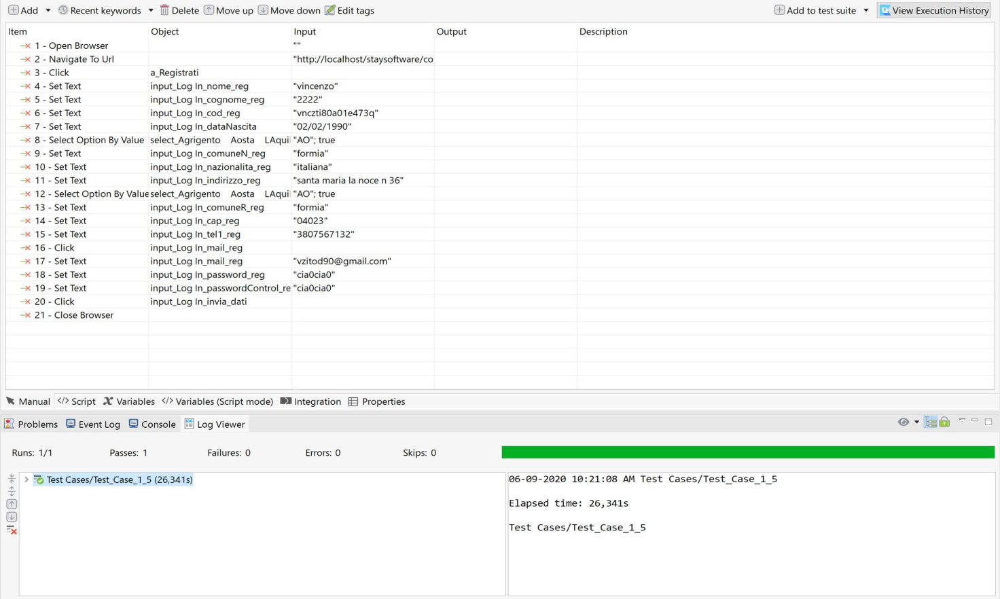 Add Recent keywords Delete Move up Move down Edit tags Add to test suite View Execution History
Item Object Input Output Description
1 - Open Browser ""
2 - Navigate To Url "http://localhost/staysoftware/co
3 - Click a_Registrati
4 - Set Text input_Log In_nome_reg "vincenzo"
5 - Set Text input_Log In_cognome_reg "2222"
6 - Set Text input_Log In_cod_reg "vnczti80a01e473q"
7 - Set Text input_Log In_dataNascita "02/02/1990"
8 - Select Option By Value select_Agrigento Aosta LAquil "AO"; true
9 - Set Text input_Log In_comuneN_reg "formia"
10 - Set Text input_Log In_nazionalita_reg "italiana"
11 - Set Text input_Log In_indirizzo_reg "santa maria la noce n 36"
12 - Select Option By Value select_Agrigento Aosta LAquil "AO"; true
13 - Set Text input_Log In_comuneR_reg "formia"
14 - Set Text input_Log In_cap_reg "04023"
15 - Set Text input_Log In_tel1_reg "3807567132"
16 - Click input_Log In_mail_reg
17 - Set Text input_Log In_mail_reg "vzitod90@gmail.com"
18 - Set Text input_Log In_password_reg "cia0cia0"
19 - Set Text input_Log In_passwordControl_re "cia0cia0"
20 - Click input_Log In_invia_dati
21 - Close Browser
Manual </> Script Variables </> Variables (Script mode) Integration Properties
Problems Event Log Console Log Viewer
Runs: 1/1 Passes: 1 Failures: 0 Errors: 0 Skips: 0
Test Cases/Test_Case_1_5 (26,341s)
06-09-2020 10:21:08 AM Test Cases/Test_Case_1_5
Elapsed time: 26,341s
Test Cases/Test_Case_1_5